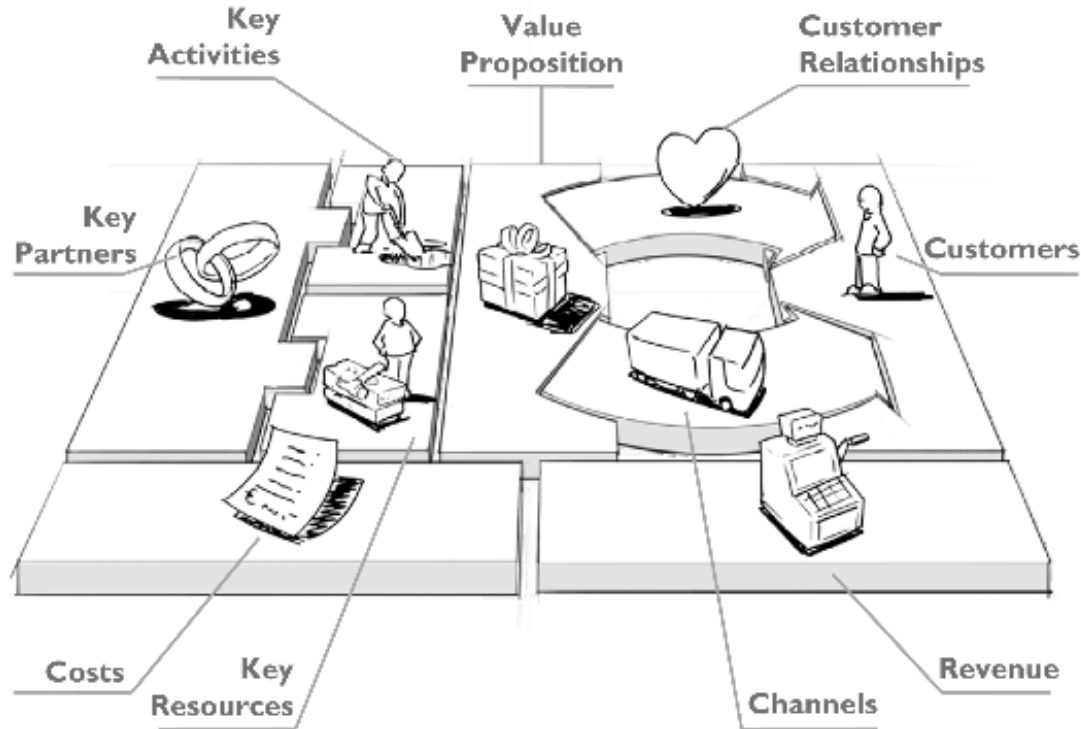 Key
Activities
Value
Proposition
Customer
Relationships
Key
Partners
Customers
€
Costs
Key
Resources
Channels
Revenue